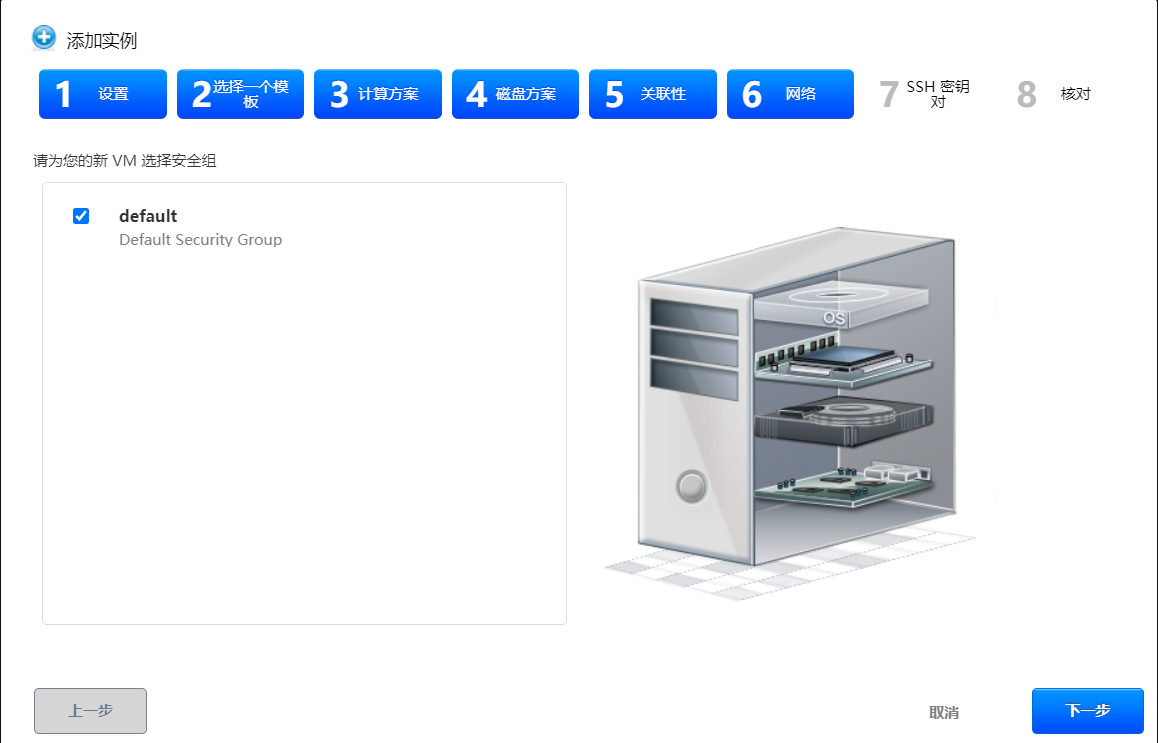 添加实例
1 设置
2 选择一个模
板
3 计算方案
4 磁盘方案
5 关联性
6 网络
7 SSH 密钥
对
8 核对
请为您的新 VM 选择安全组
default
Default Security Group
OS
上一步
取消
下一步